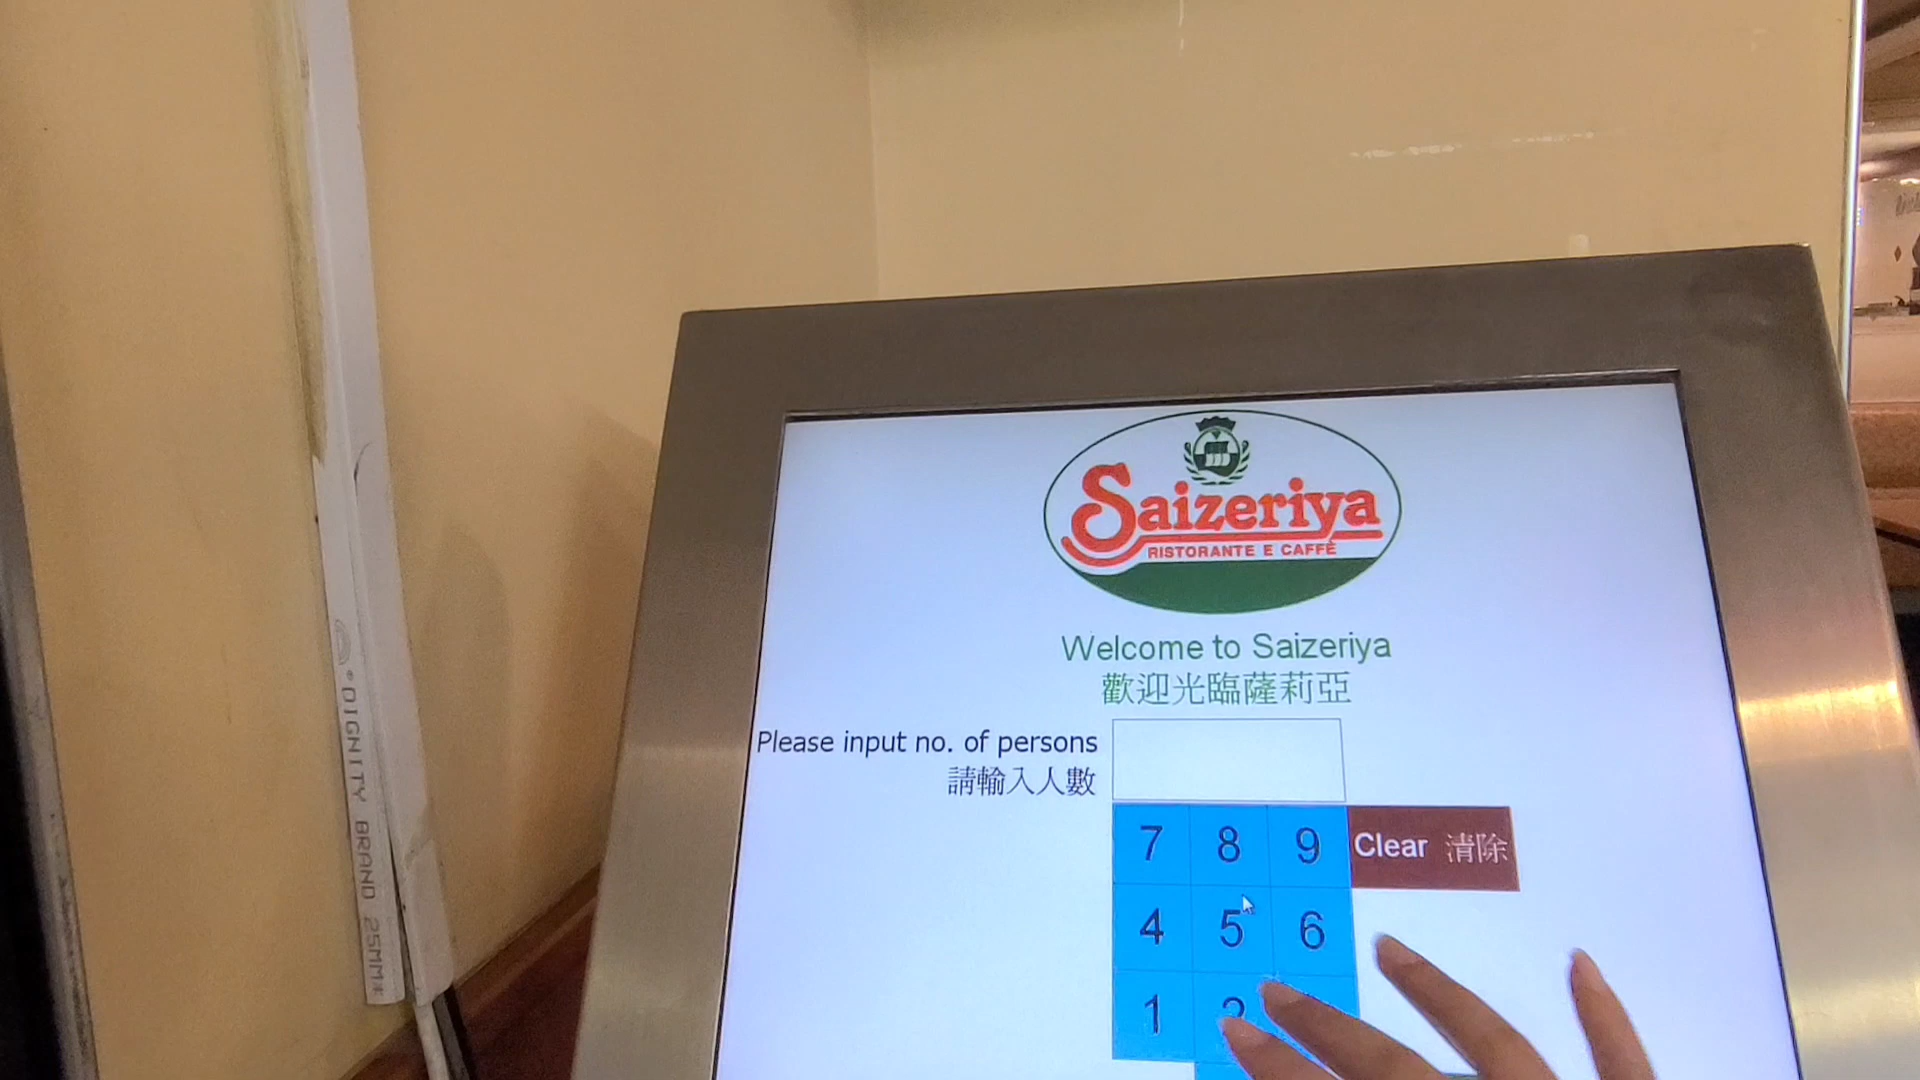 Saizeriya
RISTORANTE E CAFFÈ
Welcome to Saizeriya
歡迎光臨薩莉亞
Please input no. of persons
請輸入人數
7 8 9 Clear 清除
4 5 6
1 2
DIGNITY BRAND 25MM